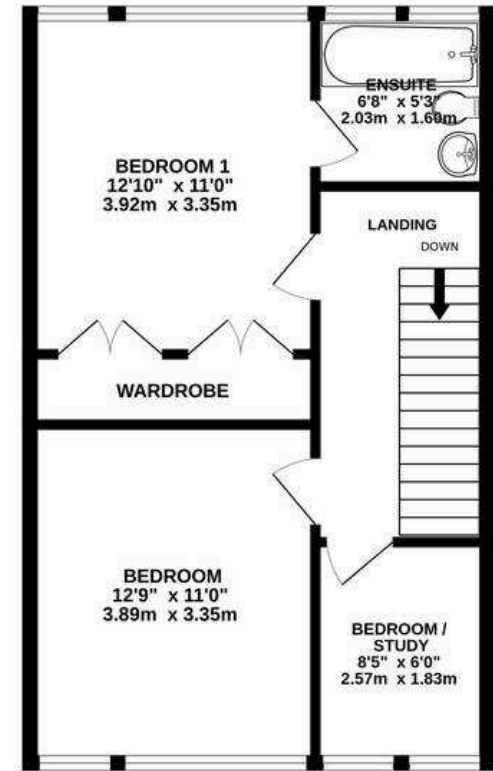 ENSUITE
6'8" x 5'3"
2.03m x 1.60m
BEDROOM 1
12'10" x 11'0"
3.92m x 3.35m
LANDING
DOWN
WARDROBE
BEDROOM
12'9" x 11'0"
3.89m x 3.35m
BEDROOM /
STUDY
8'5" x 6'0"
2.57m x 1.83m